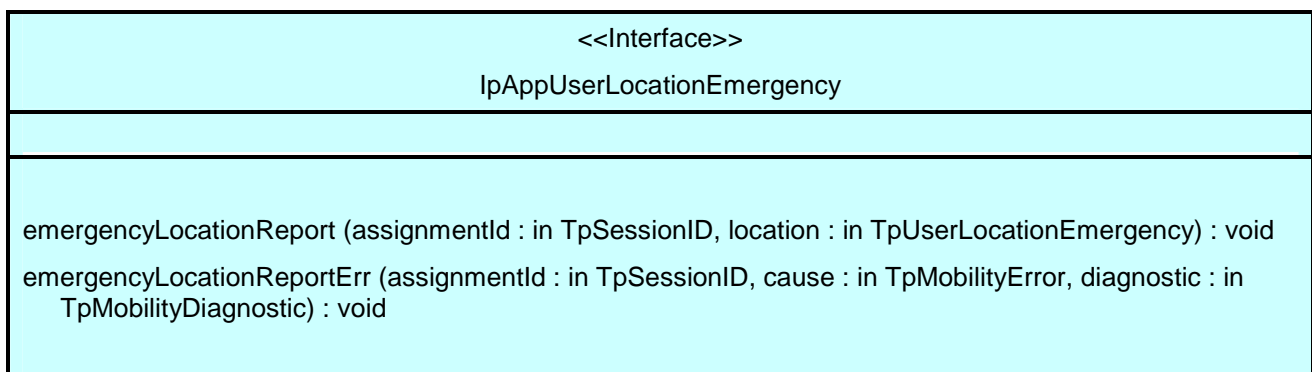 <<Interface>>
IpAppUserLocationEmergency
emergencyLocationReport (assignmentId : in TpSessionID, location : in TpUserLocationEmergency) : void
emergencyLocationReportErr (assignmentId : in TpSessionID, cause : in TpMobilityError, diagnostic : in
TpMobilityDiagnostic) : void